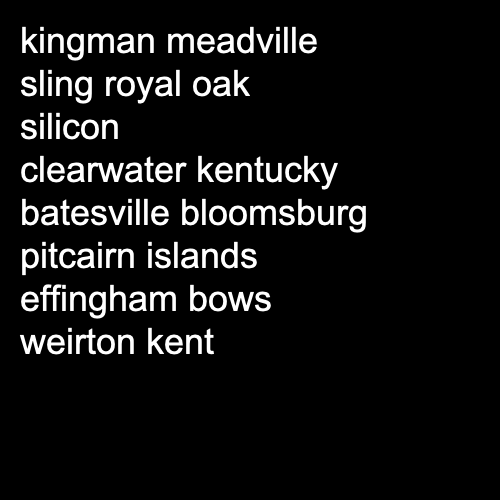 kingman meadville
sling royal oak
silicon
clearwater kentucky
batesville bloomsburg
pitcairn islands
effingham bows
weirton kent